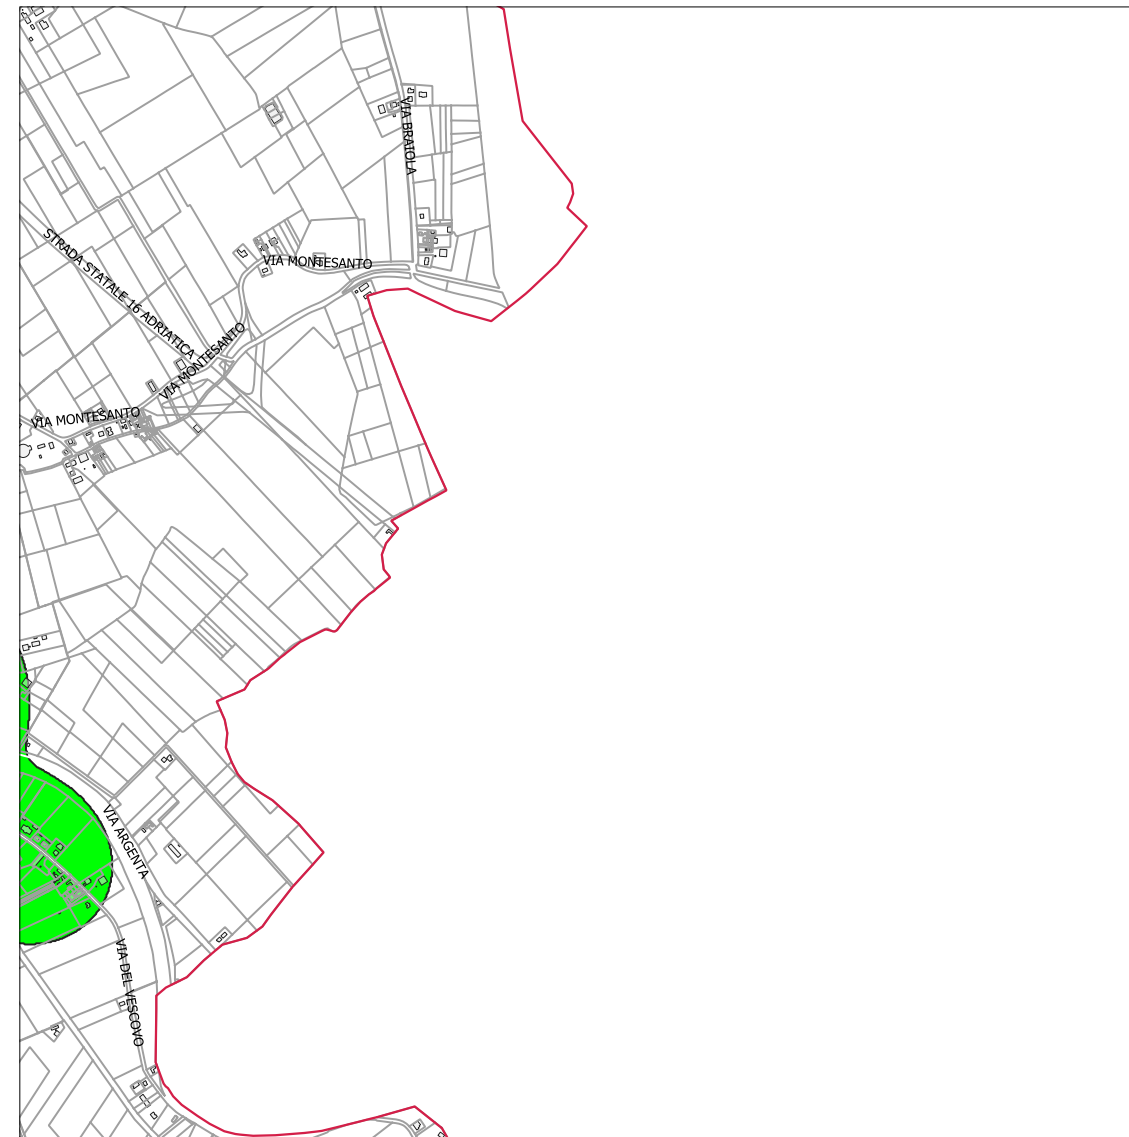 VIA BRAIOLA
STRADA STATALE 16 ADRIATICA
VIA MONTESANTO
VIA MONTESANTO
VIA MONTESANTO
VIA ARGENTA
VIA DEL VESCOVO